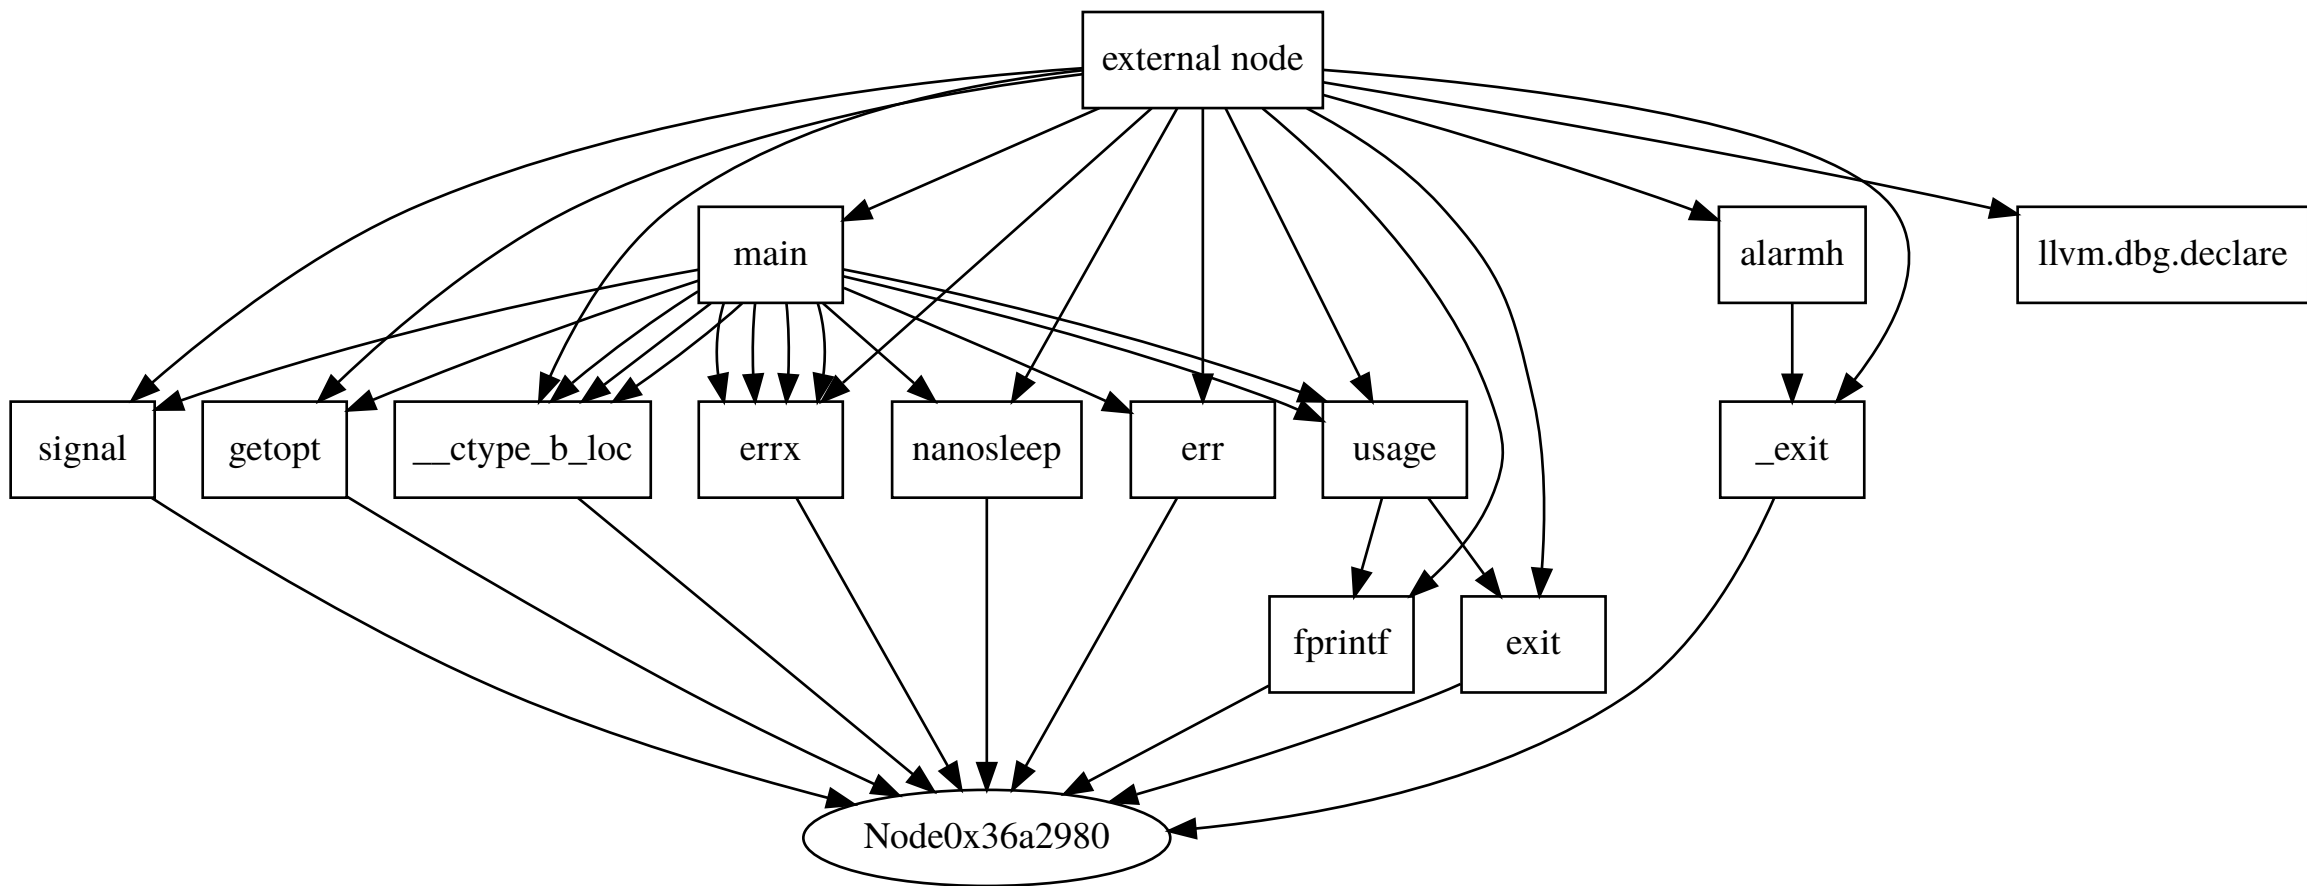 external node
main
alarmh
llvm.dbg.declare
signal
getopt
__ctype_b_loc
errx
nanosleep
err
usage
_exit
fprintf
exit
Node0x36a2980